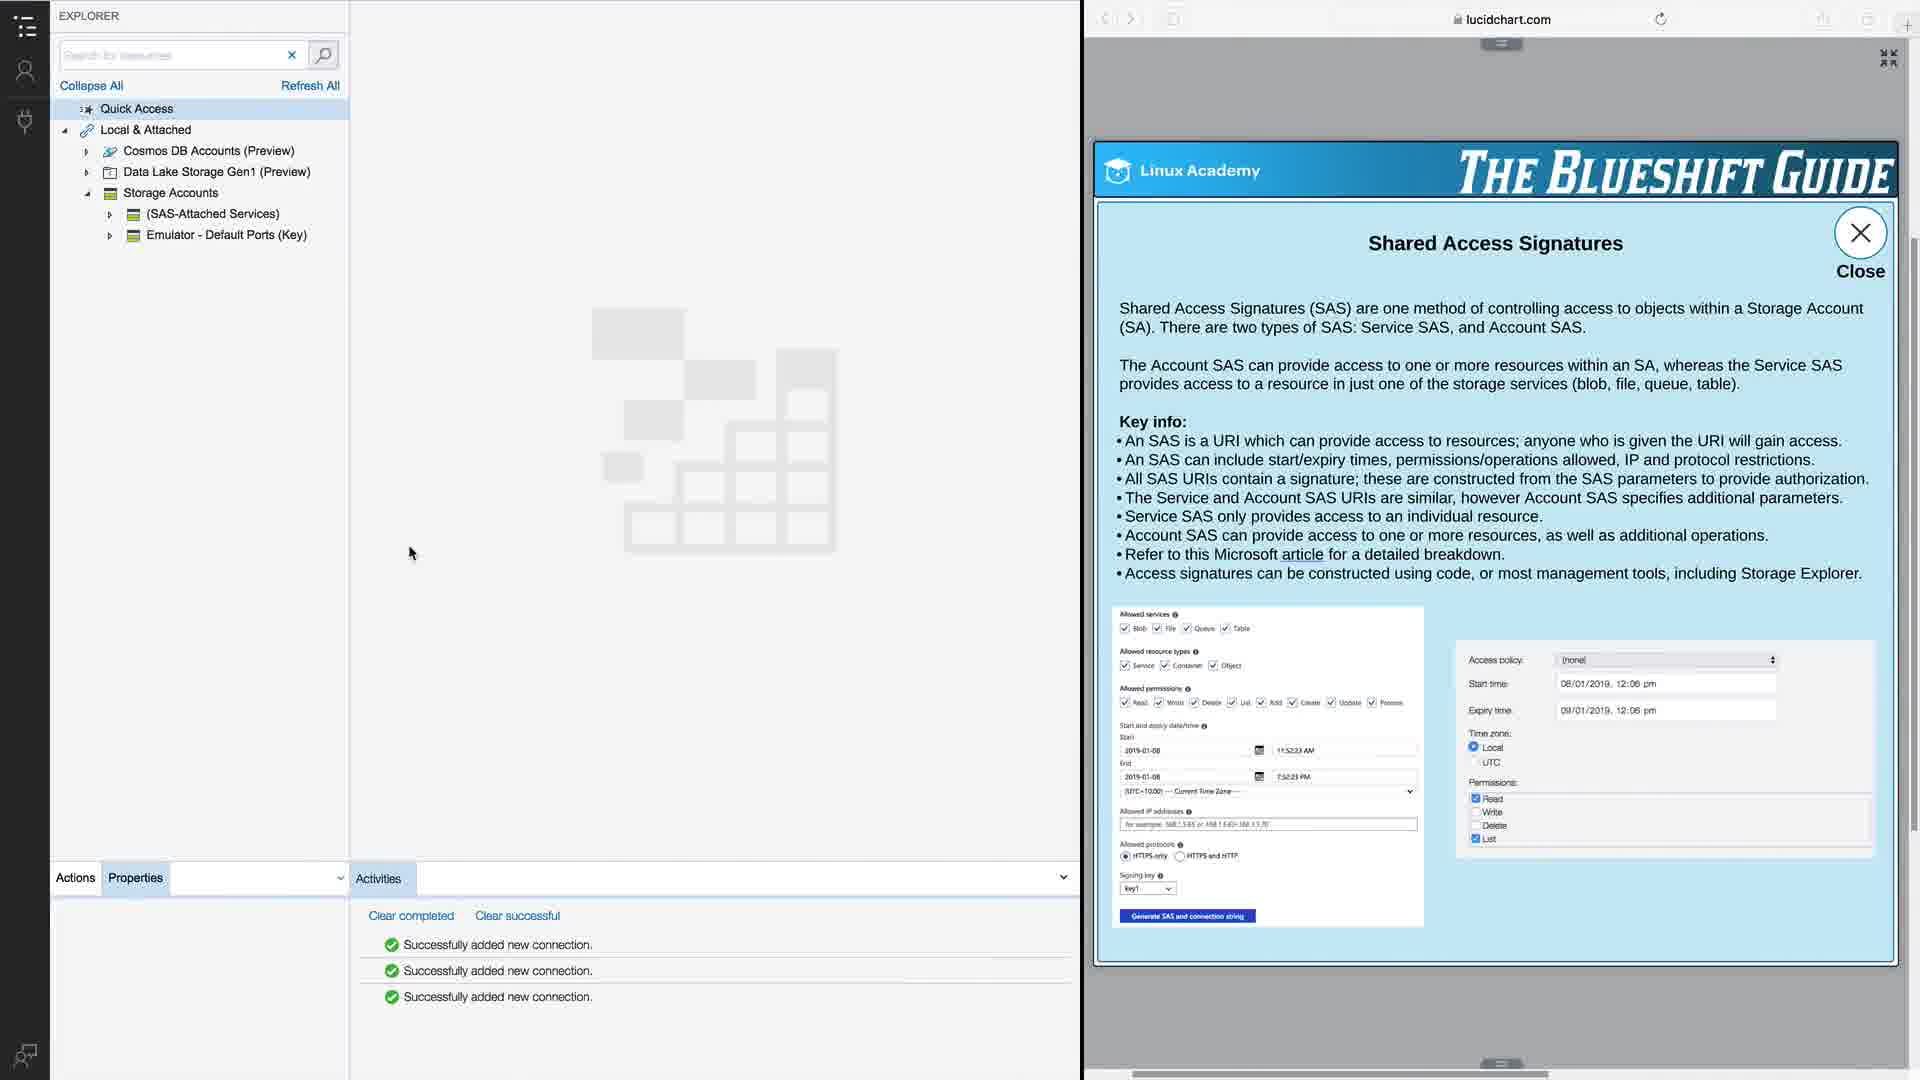 EXPLORER
Search for resources
Collapse All
Refresh All
Quick Access
Local & Attached
Cosmos DB Accounts (Preview)
Data Lake Storage Gen1 (Preview)
Storage Accounts
(SAS-Attached Services)
Emulator - Default Ports (Key)
Actions
Properties
Activities
Clear completed
Clear successful
Successfully added new connection.
Successfully added new connection.
Successfully added new connection.
lucidchart.com
Linux Academy
THE BLUESHIFT GUIDE
Shared Access Signatures
Close
Shared Access Signatures (SAS) are one method of controlling access to objects within a Storage Account
(SA). There are two types of SAS: Service SAS, and Account SAS.
The Account SAS can provide access to one or more resources within an SA, whereas the Service SAS
provides access to a resource in just one of the storage services (blob, file, queue, table).
Key info:
• An SAS is a URI which can provide access to resources; anyone who is given the URI will gain access.
• An SAS can include start/expiry times, permissions/operations allowed, IP and protocol restrictions.
• All SAS URIs contain a signature; these are constructed from the SAS parameters to provide authorization.
• The Service and Account SAS URIs are similar, however Account SAS specifies additional parameters.
• Service SAS only provides access to an individual resource.
• Account SAS can provide access to one or more resources, as well as additional operations.
• Refer to this Microsoft article for a detailed breakdown.
• Access signatures can be constructed using code, or most management tools, including Storage Explorer.
Allowed services
Blob File Queue Table
Allowed resource types
Service Container Object
Allowed permissions
Read Write Delete List Add Create Update Process
Start and expiry date/time
Start
2019-01-08 11:52:23 AM
End
2019-01-08 7:52:23 PM
(UTC+10:00) --- Current Time Zone ---
Allowed IP addresses
Allowed protocols
HTTPS only HTTPS and HTTP
Signing key
key1
Generate SAS and connection string
Access policy: (none)
Start time: 08/01/2019, 12:06 pm
Expiry time: 09/01/2019, 12:06 pm
Time zone:
Local
UTC
Permissions:
Read
Write
Delete
List